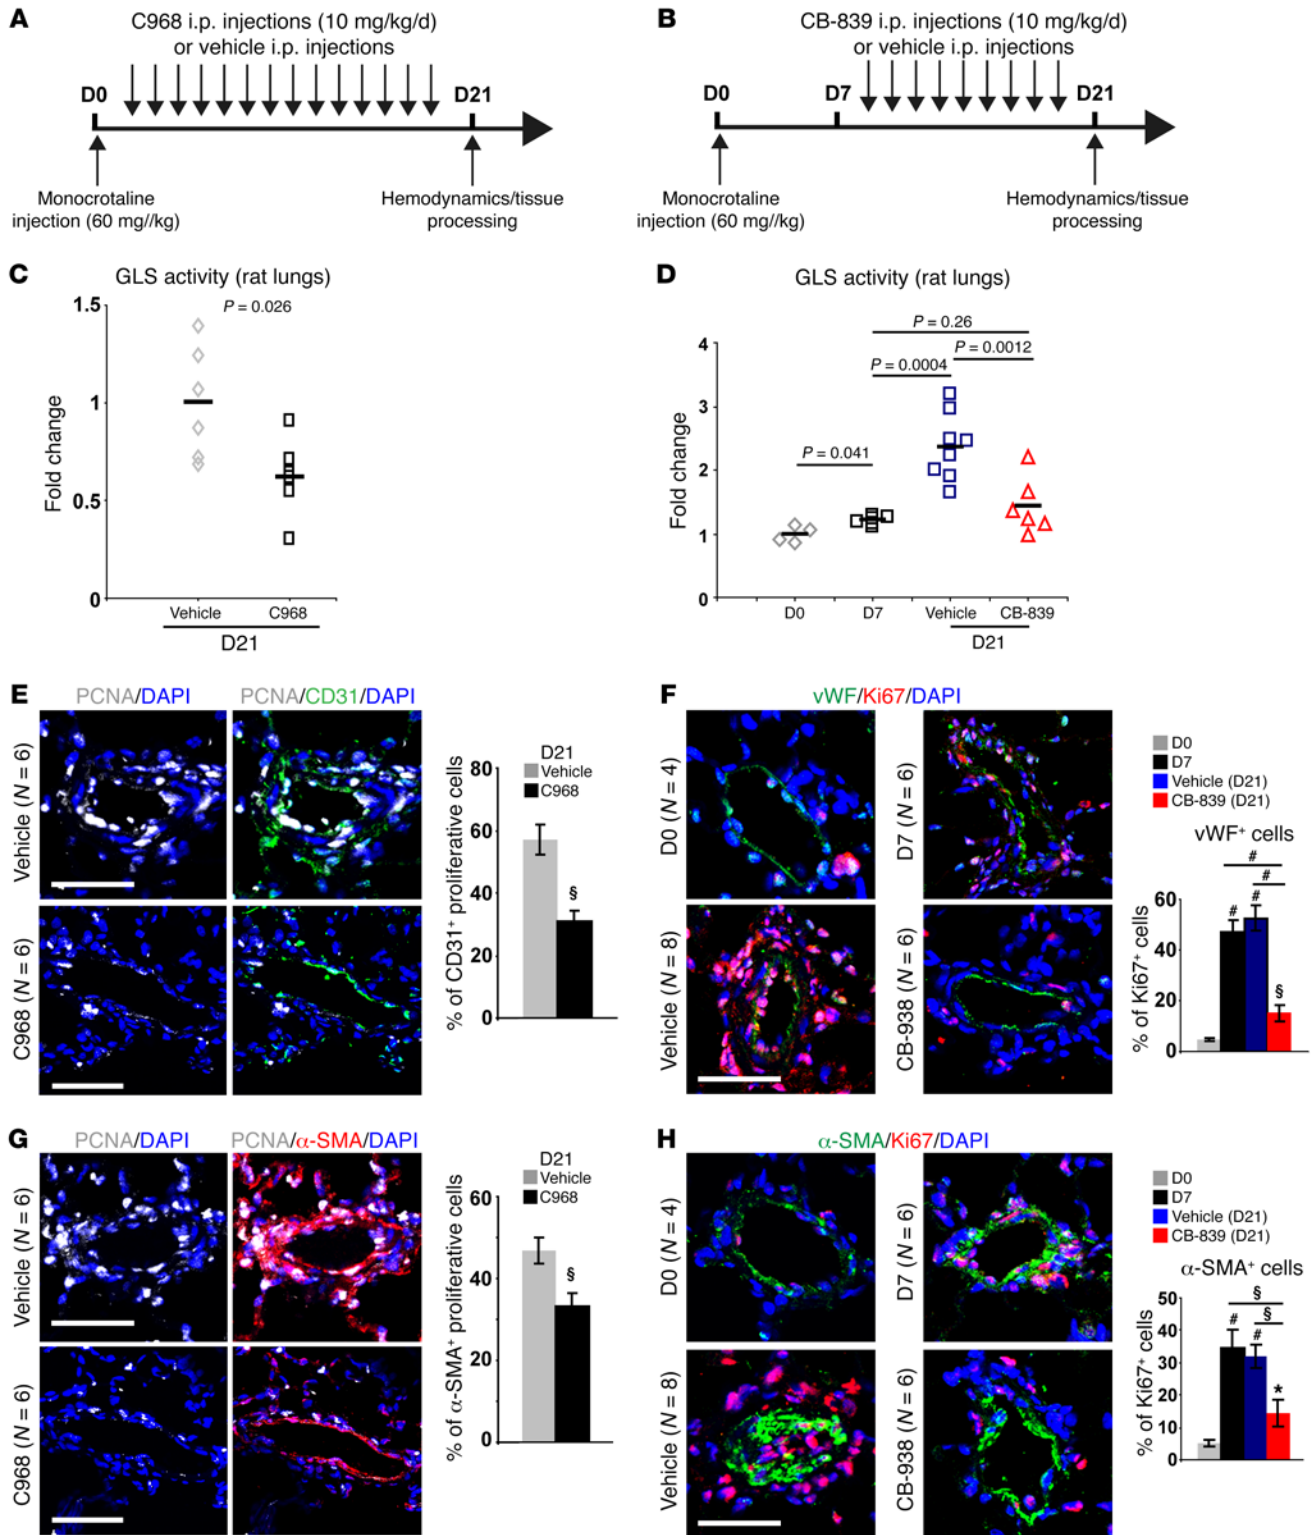 A
C968 i.p. injections (10 mg/kg/d)
or vehicle i.p. injections
D0
D21
Monocrotaline
injection (60 mg//kg)
Hemodynamics/tissue
processing
B
CB-839 i.p. injections (10 mg/kg/d)
or vehicle i.p. injections
D0
D7
D21
Monocrotaline
injection (60 mg//kg)
Hemodynamics/tissue
processing
C
GLS activity (rat lungs)
P = 0.026
Fold change
1.5
1
0.5
0
Vehicle
C968
D21
D
GLS activity (rat lungs)
P = 0.26
P = 0.0012
P = 0.0004
P = 0.041
Fold change
4
3
2
1
0
D0
D7
Vehicle
CB-839
D21
E
PCNA/DAPI
PCNA/CD31/DAPI
Vehicle (N = 6)
C968 (N = 6)
D21
Vehicle
C968
% of CD31+ proliferative cells
80
60
40
20
0
§
F
vWF/Ki67/DAPI
D0 (N = 4)
D7 (N = 6)
Vehicle (N = 8)
CB-938 (N = 6)
D0
D7
Vehicle (D21)
CB-839 (D21)
vWF+ cells
% of Ki67+ cells
60
40
20
0
#
#
#
#
§
G
PCNA/DAPI
PCNA/α-SMA/DAPI
Vehicle (N = 6)
C968 (N = 6)
D21
Vehicle
C968
% of α-SMA+ proliferative cells
60
40
20
0
§
H
α-SMA/Ki67/DAPI
D0 (N = 4)
D7 (N = 6)
Vehicle (N = 8)
CB-938 (N = 6)
D0
D7
Vehicle (D21)
CB-839 (D21)
α-SMA+ cells
% of Ki67+ cells
50
40
30
20
10
0
§
§
#
#
*